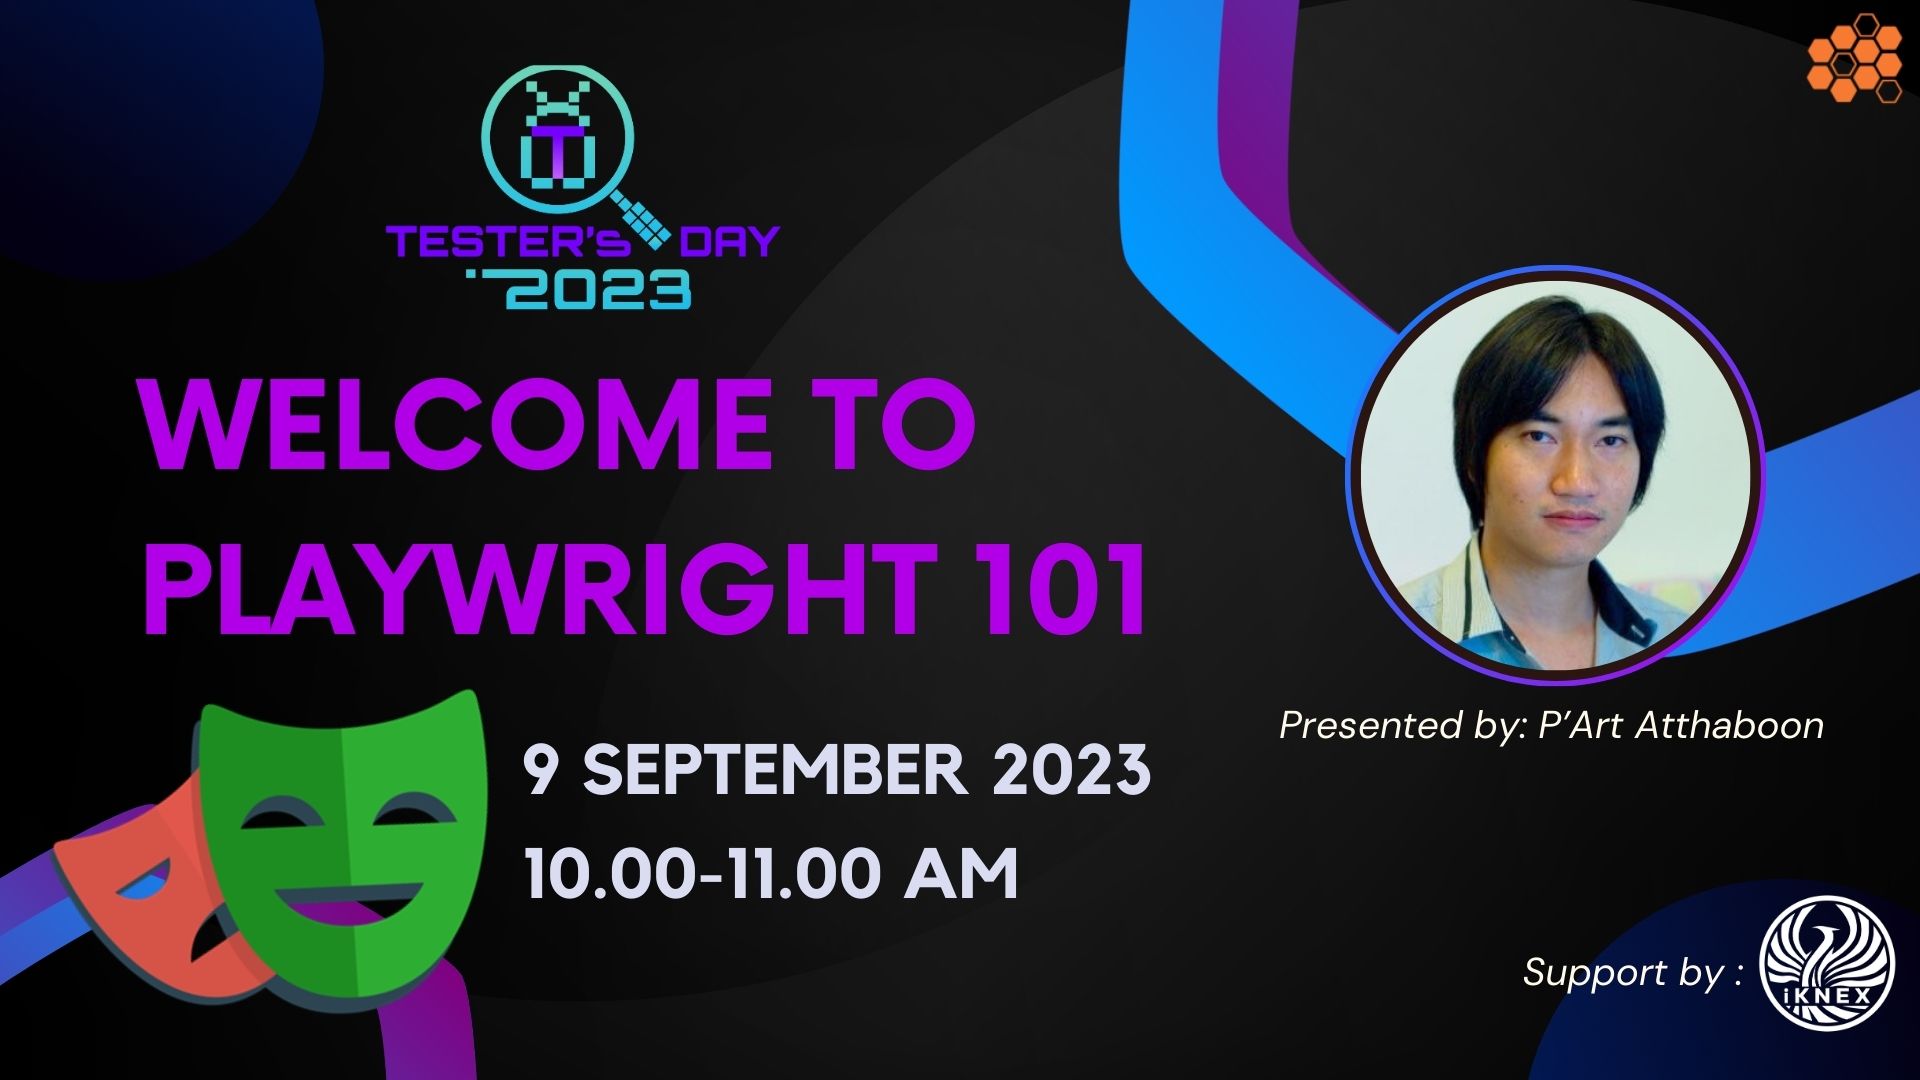 TESTER's DAY
2023
WELCOME TO
PLAYWRIGHT 101
9 SEPTEMBER 2023
10.00-11.00 AM
Presented by: P’Art Atthaboon
Support by :
iKNEX